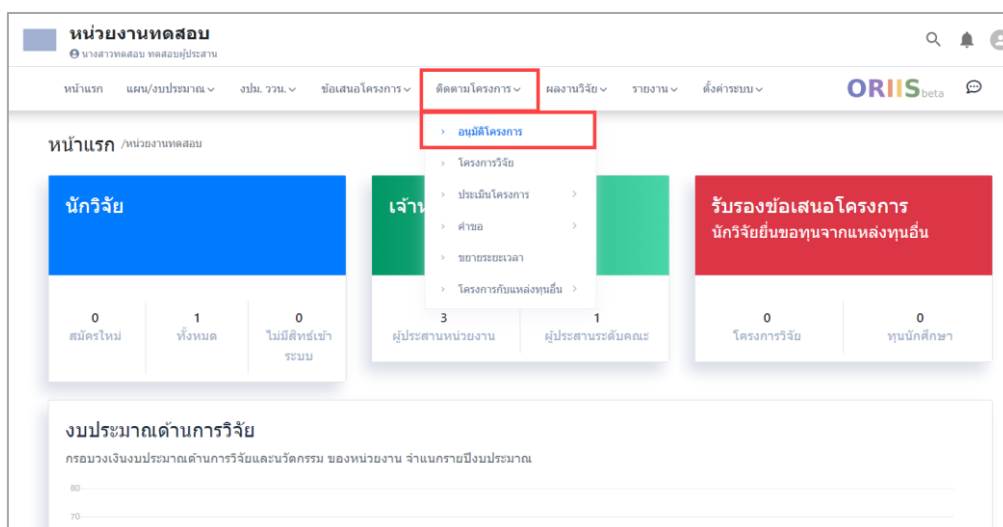 หน่วยงานทดสอบ
นางสาวทดสอบ ทดสอบผู้ประสาน
หน้าแรก แผน/งบประมาณ งปม. ววน. ข้อเสนอโครงการ ติดตามโครงการ ผลงานวิจัย รายงาน ตั้งค่าระบบ ORIIS beta
อนุมัติโครงการ
หน้าแรก /หน่วยงานทดสอบ
โครงการวิจัย
ประเมินโครงการ
คำขอ
ขยายระยะเวลา
โครงการกับแหล่งทุนอื่น
นักวิจัย
0 1 0
สมัครใหม่ ทั้งหมด ไม่มีสิทธ์เข้า
ระบบ
3 1
ผู้ประสานหน่วยงาน ผู้ประสานระดับคณะ
รับรองข้อเสนอโครงการ
นักวิจัยยื่นขอทุนจากแหล่งทุนอื่น
0 0
โครงการวิจัย ทุนนักศึกษา
งบประมาณด้านการวิจัย
กรอบวงเงินงบประมาณด้านการวิจัยและนวัตกรรม ของหน่วยงาน จำแนกรายปีงบประมาณ
80
70